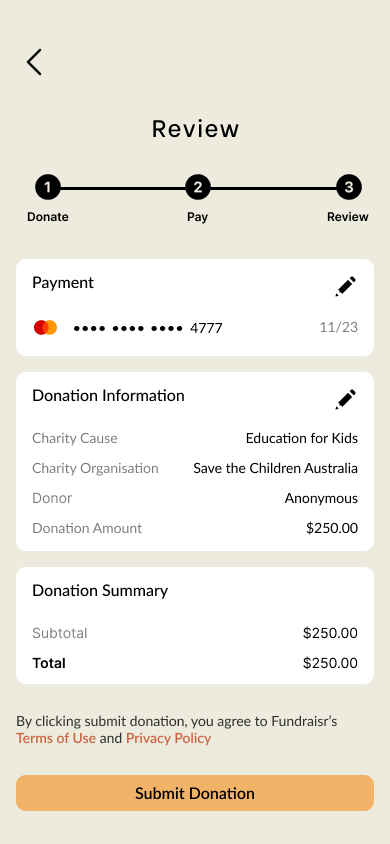 Review
1 2 3
Donate Pay Review
Payment
•••• •••• •••• 4777 11/23
Donation Information
Charity Cause Education for Kids
Charity Organisation Save the Children Australia
Donor Anonymous
Donation Amount $250.00
Donation Summary
Subtotal $250.00
Total $250.00
By clicking submit donation, you agree to Fundraisr's
Terms of Use and Privacy Policy
Submit Donation